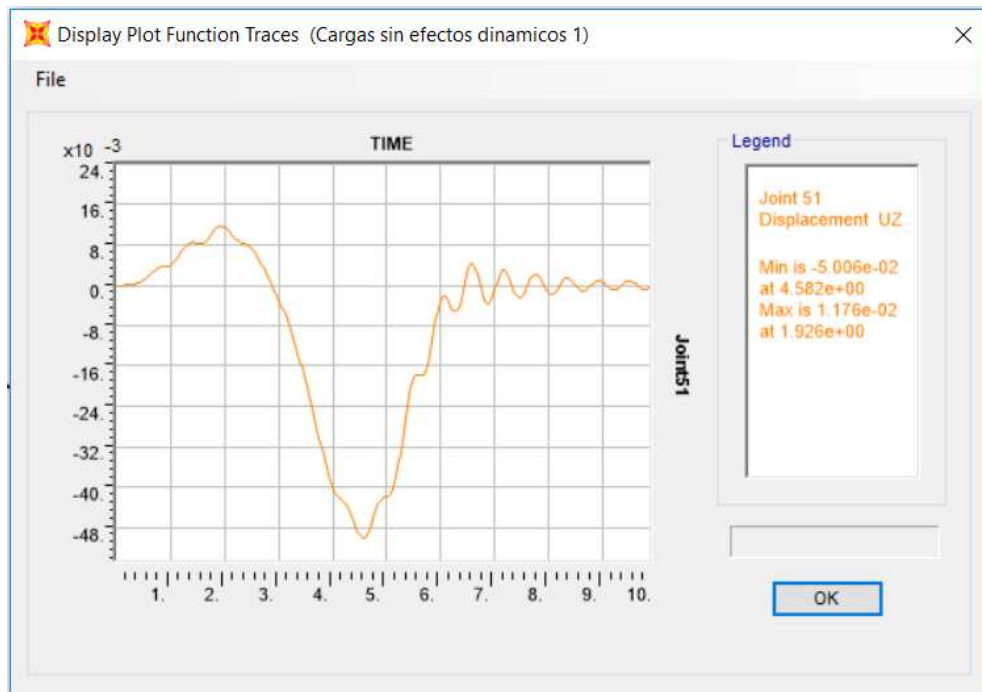 Display Plot Function Traces (Cargas sin efectos dinamicos 1)
File
x10 -3
TIME
24.
16.
8.
0.
-8.
-16.
-24.
-32.
-40.
-48.
1. 2. 3. 4. 5. 6. 7. 8. 9. 10.
Joint51
Legend
Joint 51
Displacement UZ
Min is -5.006e-02
at 4.582e+00
Max is 1.176e-02
at 1.926e+00
OK